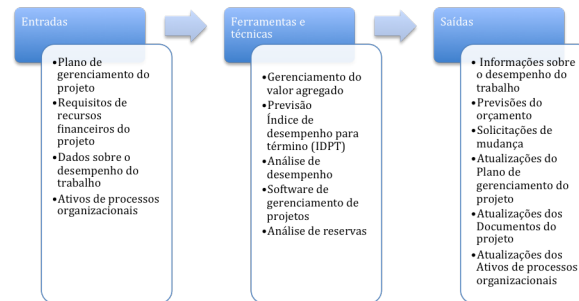 Entradas
•Plano de
gerenciamento do
projeto
•Requisitos de
recursos
financeiros do
projeto
•Dados sobre o
desempenho do
trabalho
•Ativos de processos
organizacionais
Ferramentas e
técnicas
•Gerenciamento do
valor agregado
•Previsão
Índice de
desempenho para
término (IDPT)
•Análise de
desempenho
•Software de
gerenciamento de
projetos
•Análise de reservas
Saídas
• Informações sobre
o desempenho do
trabalho
•Previsões do
orçamento
•Solicitações de
mudança
•Atualizações do
Plano de
gerenciamento do
projeto
•Atualizações dos
Documentos do
projeto
•Atualizações dos
Ativos de processos
organizacionais